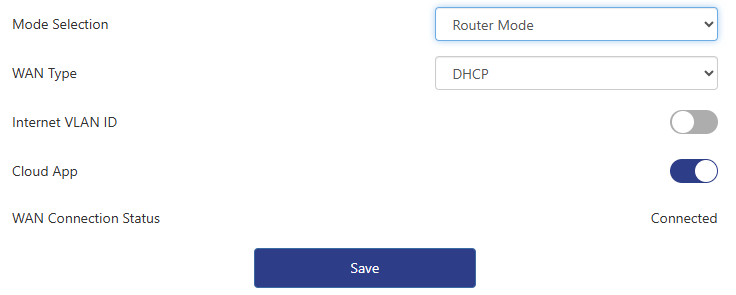 Mode Selection Router Mode
WAN Type DHCP
Internet VLAN ID
Cloud App
WAN Connection Status Connected
Save